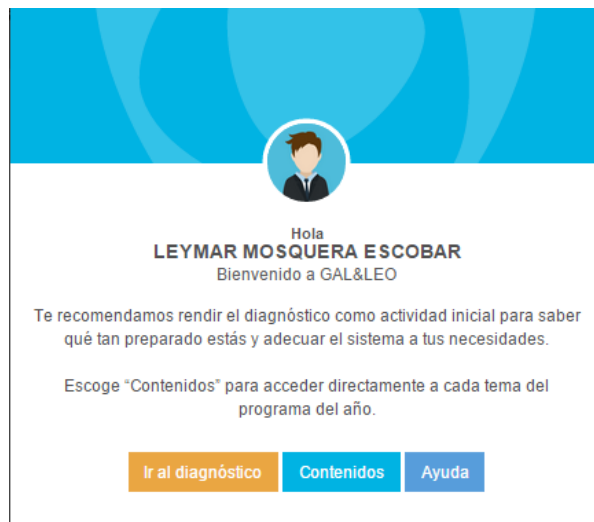 Hola
LEYMAR MOSQUERA ESCOBAR
Bienvenido a GAL&LEO
Te recomendamos rendir el diagnóstico como actividad inicial para saber
qué tan preparado estás y adecuar el sistema a tus necesidades.
Escoge “Contenidos” para acceder directamente a cada tema del
programa del año.
Ir al diagnóstico
Contenidos
Ayuda